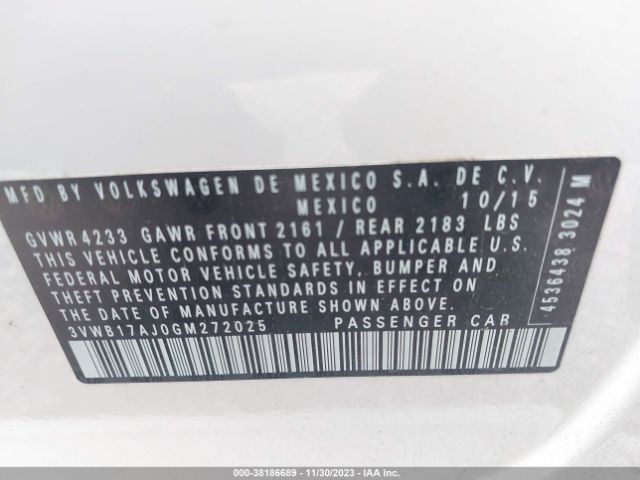 MFD BY VOLKSWAGEN DE MEXICO S.A. DE C.V.
MEXICO 10/15
GVWR 4233 GAWR FRONT 2161 / REAR 2183 LBS
THIS VEHICLE CONFORMS TO ALL APPLICABLE U.S.
FEDERAL MOTOR VEHICLE SAFETY, BUMPER AND
THEFT PREVENTION STANDARDS IN EFFECT ON
THE DATE OF MANUFACTURE SHOWN ABOVE.
3VWB17AJ0GM272025 PASSENGER CAR
4536438 3024 M
000-38186689 - 11/30/2023 - IAA Inc.